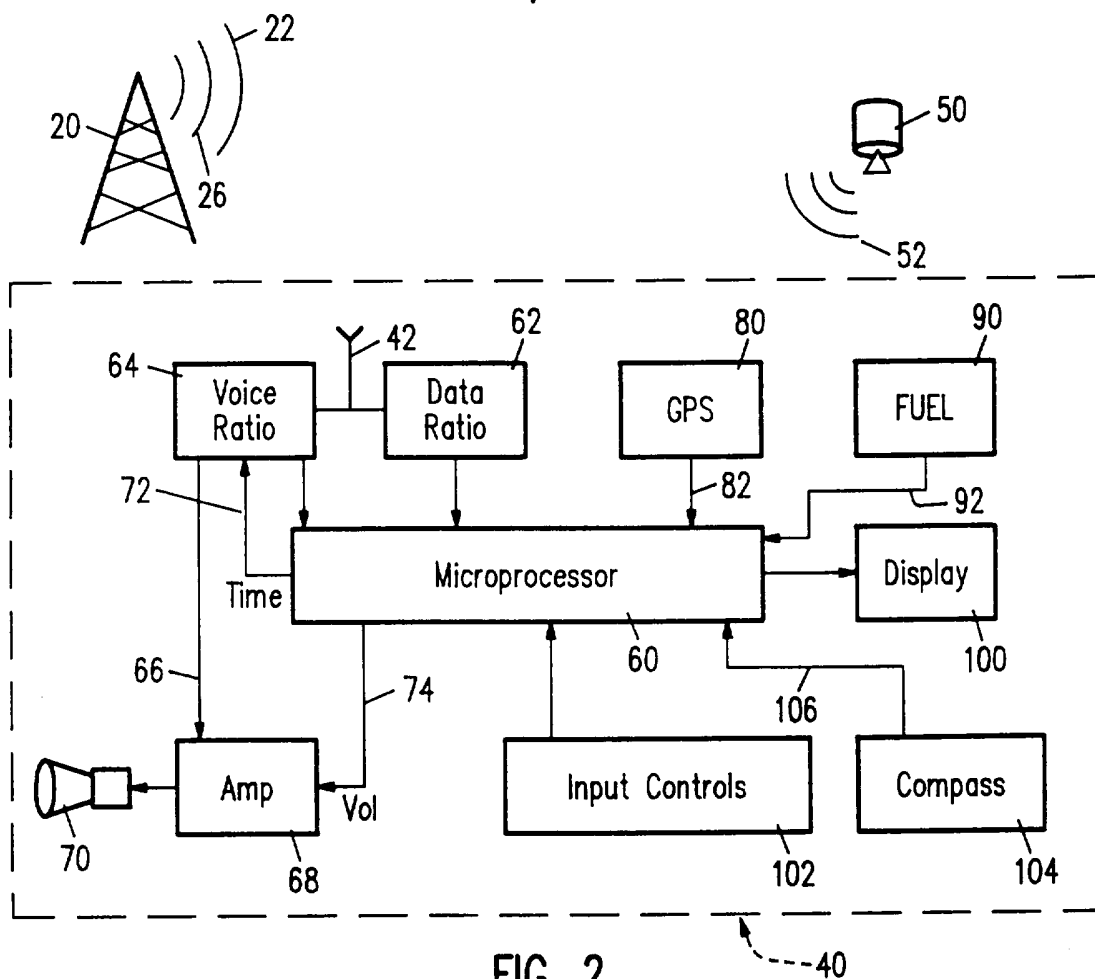 22
20
26
50
52
42
62
80
90
64
Voice
Ratio
Data
Ratio
GPS
FUEL
72
82
92
Microprocessor
Display
Time
60
100
66
74
106
Amp
Vol
Input Controls
Compass
70
68
102
104
FIG. 2
40